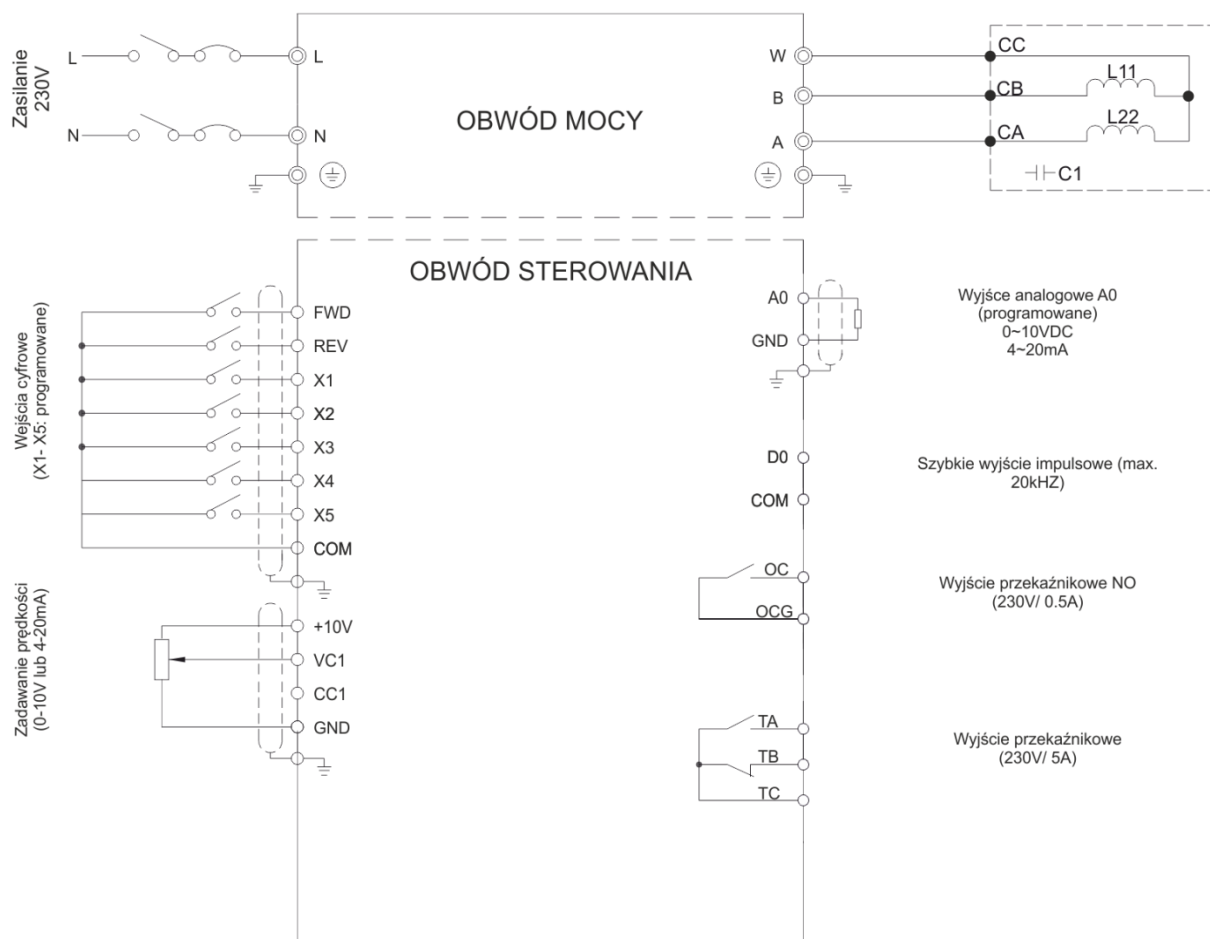 Zasilanie
230V
L
N
L
N
OBWÓD MOCY
W
B
A
CC
CB
CA
L11
L22
C1
OBWÓD STEROWANIA
Wejścia cyfrowe
(X1- X5: programowane)
FWD
REV
X1
X2
X3
X4
X5
COM
Zadawanie prędkości
(0-10V lub 4-20mA)
+10V
VC1
CC1
GND
A0
GND
Wyjśce analogowe A0
(programowane)
0~10VDC
4~20mA
D0
COM
Szybkie wyjście impulsowe (max.
20kHZ)
OC
OCG
Wyjście przekaźnikowe NO
(230V/ 0.5A)
TA
TB
TC
Wyjście przekaźnikowe
(230V/ 5A)